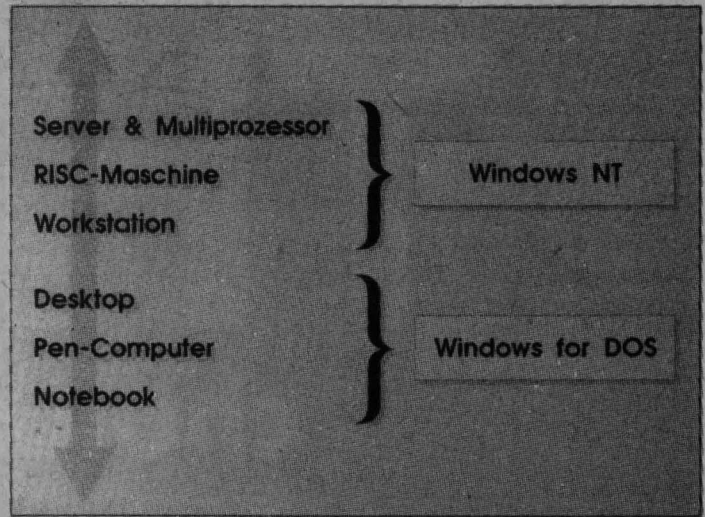 Server & Multiprozessor
RISC-Maschine
Workstation
Windows NT
Desktop
Pen-Computer
Notebook
Windows for DOS